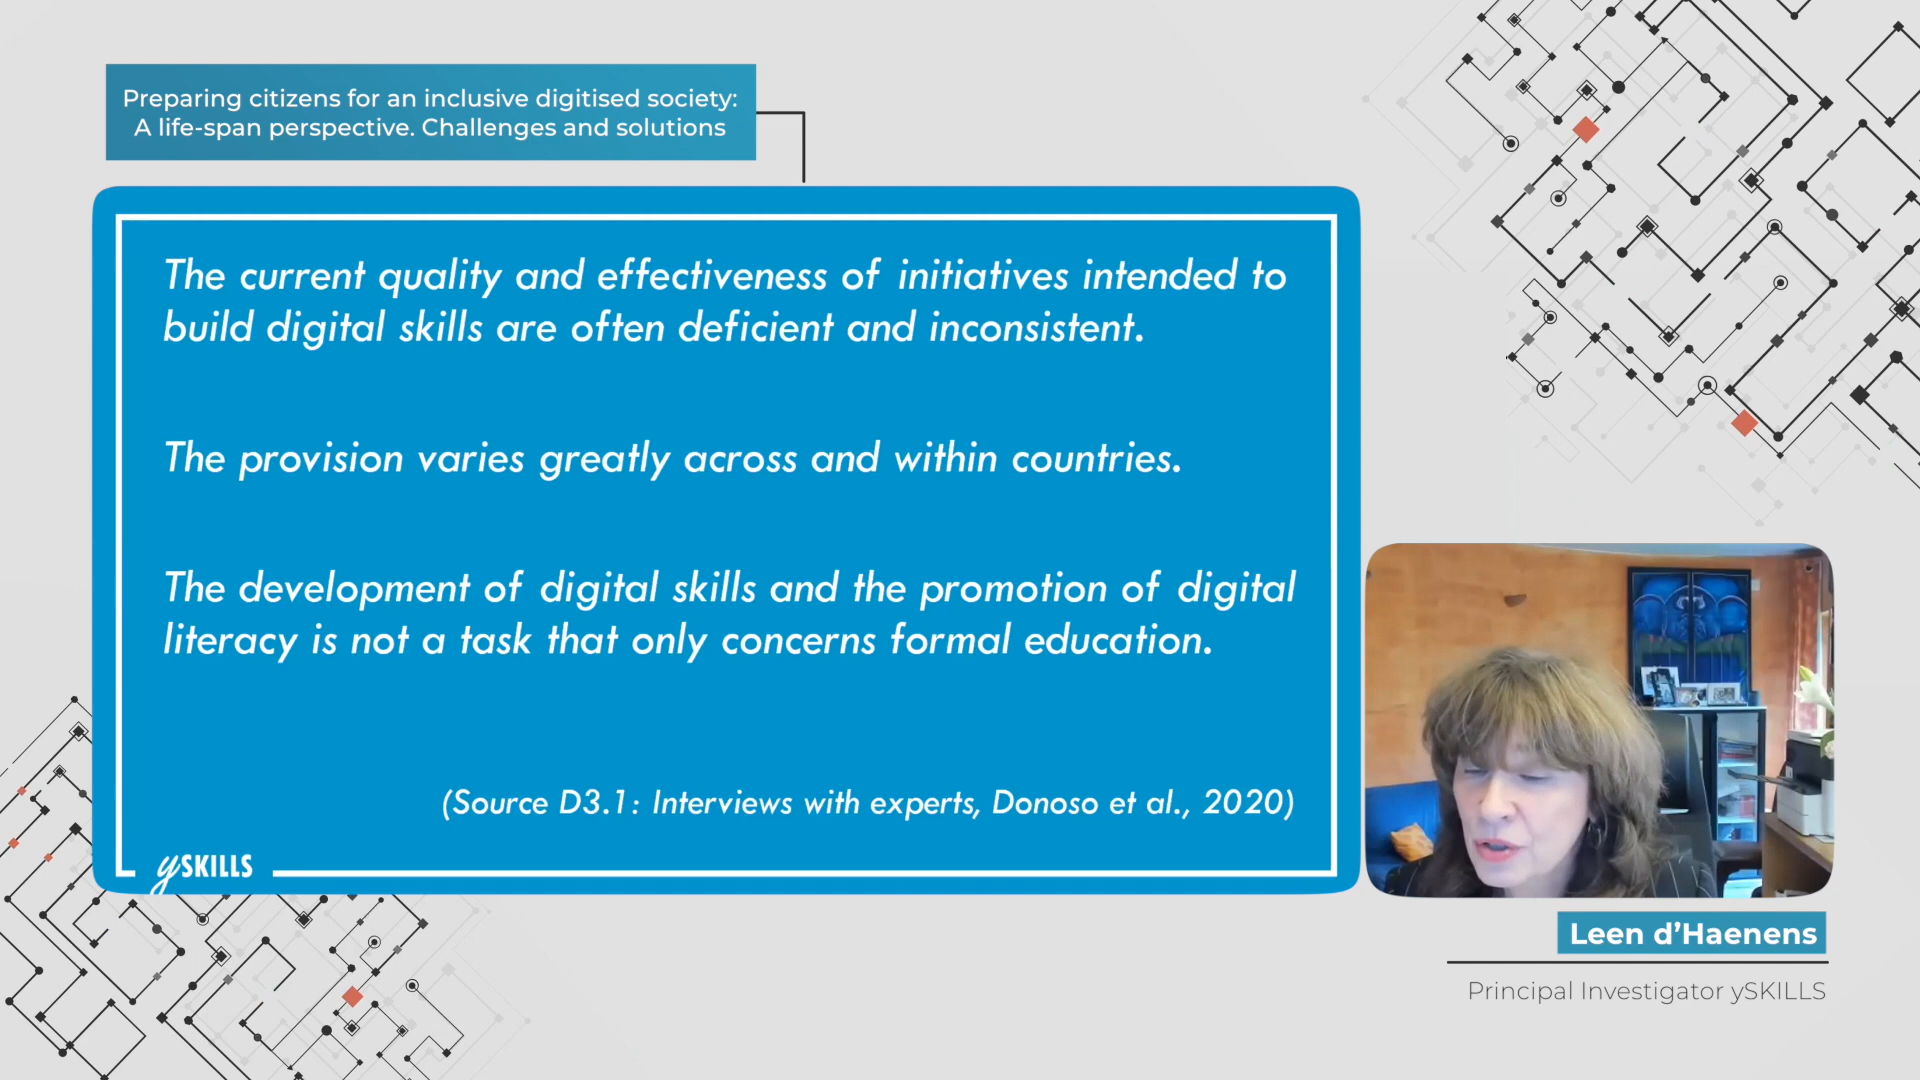 Preparing citizens for an inclusive digitised society:
A life-span perspective. Challenges and solutions
The current quality and effectiveness of initiatives intended to
build digital skills are often deficient and inconsistent.
The provision varies greatly across and within countries.
The development of digital skills and the promotion of digital
literacy is not a task that only concerns formal education.
(Source D3.1: Interviews with experts, Donoso et al., 2020)
ySKILLS
Leen d’Haenens
Principal Investigator ySKILLS